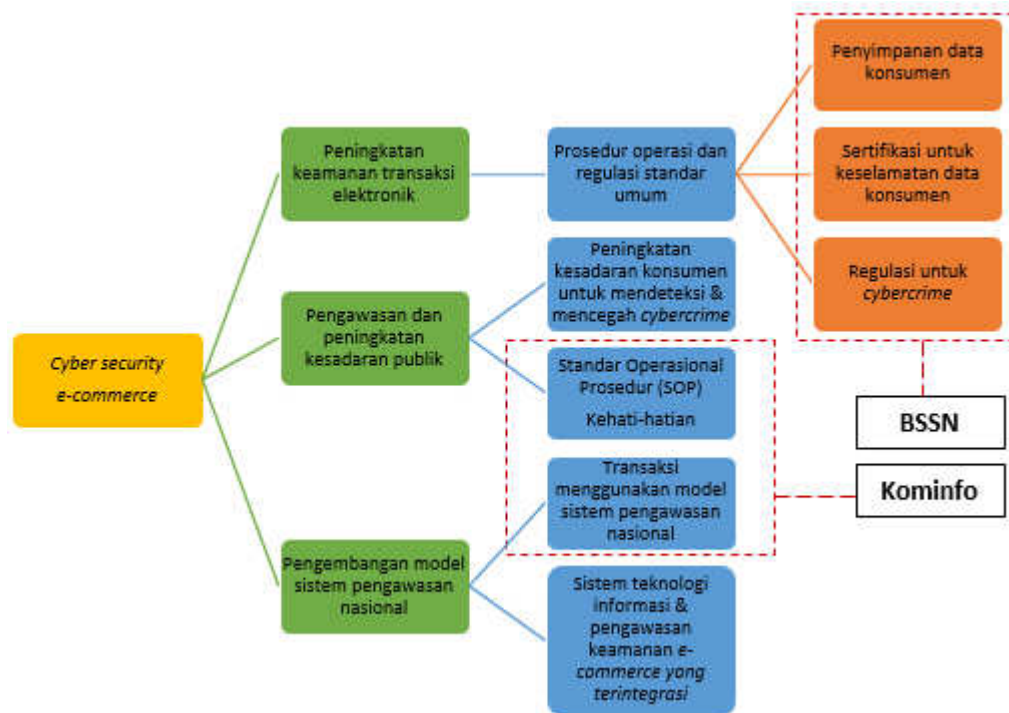 Cyber security
e-commerce
Peningkatan
keamanan transaksi
elektronik
Pengawasan dan
peningkatan
kesadaran publik
Pengembangan model
sistem pengawasan
nasional
Prosedur operasi dan
regulasi standar
umum
Peningkatan
kesadaran konsumen
untuk mendeteksi &
mencegah cybercrime
Standar Operasional
Prosedur (SOP)
Kehati-hatian
Transaksi
menggunakan model
sistem pengawasan
nasional
Sistem teknologi
informasi &
pengawasan
keamanan e-
commerce yang
terintegrasi
Penyimpanan data
konsumen
Sertifikasi untuk
keselamatan data
konsumen
Regulasi untuk
cybercrime
BSSN
Kominfo